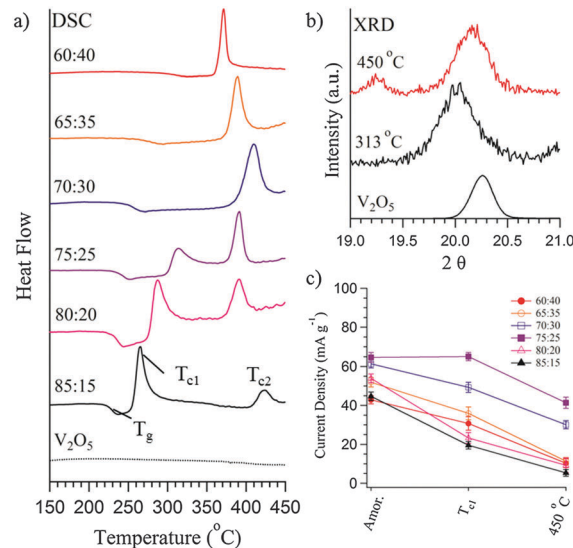 a)
DSC
60:40
65:35
70:30
75:25
80:20
85:15
Tc1
Tc2
Tg
V2O5
Heat Flow
150 200 250 300 350 400 450
Temperature (°C)
b)
XRD
450 °C
313 °C
V2O5
Intensity (a.u.)
19.0 19.5 20.0 20.5 21.0
2 θ
c)
Current Density (mA g-1)
100
80
60
40
20
0
60:40
65:35
70:30
75:25
80:20
85:15
Amor.
Tc1
450 °C